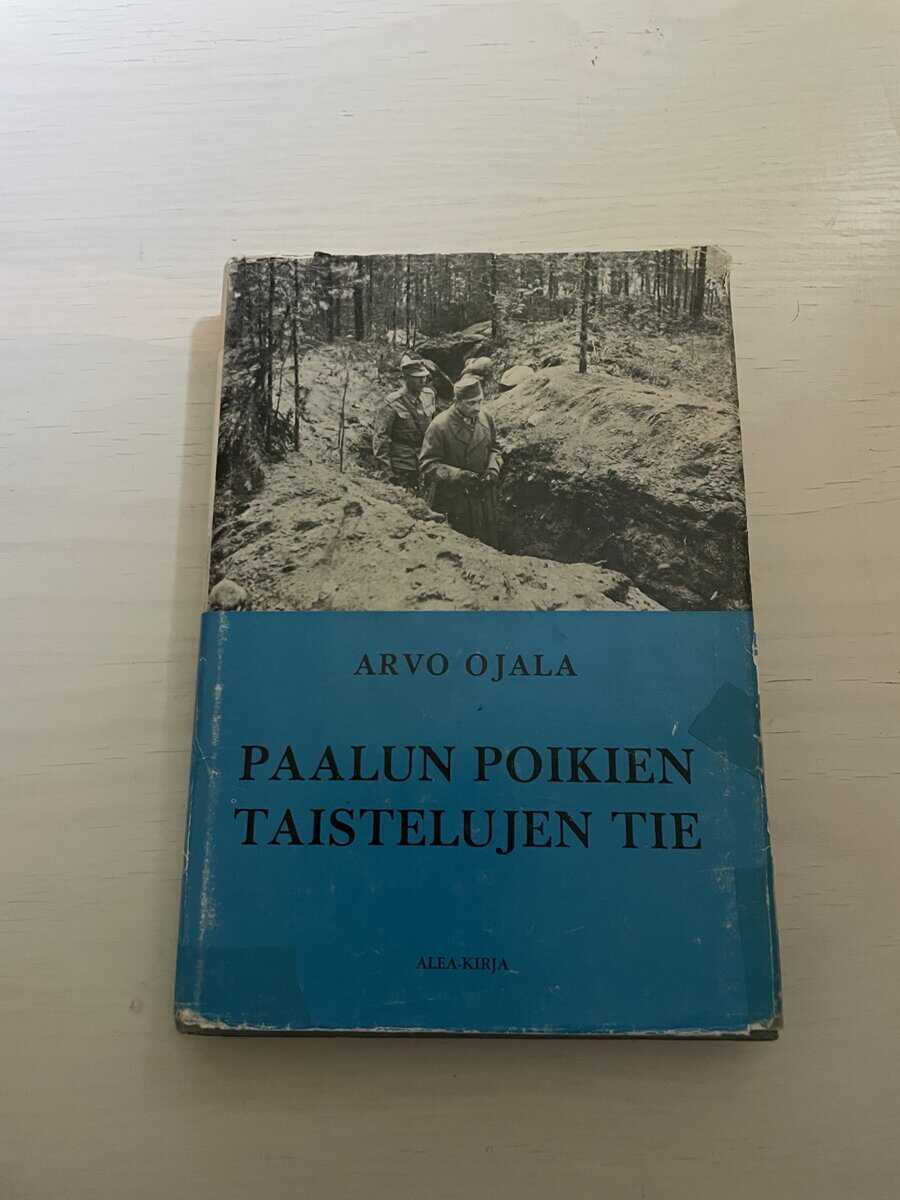 ARVO OJALA
PAALUN POIKIEN
TAISTELUJEN TIE
ALEA-KIRJA